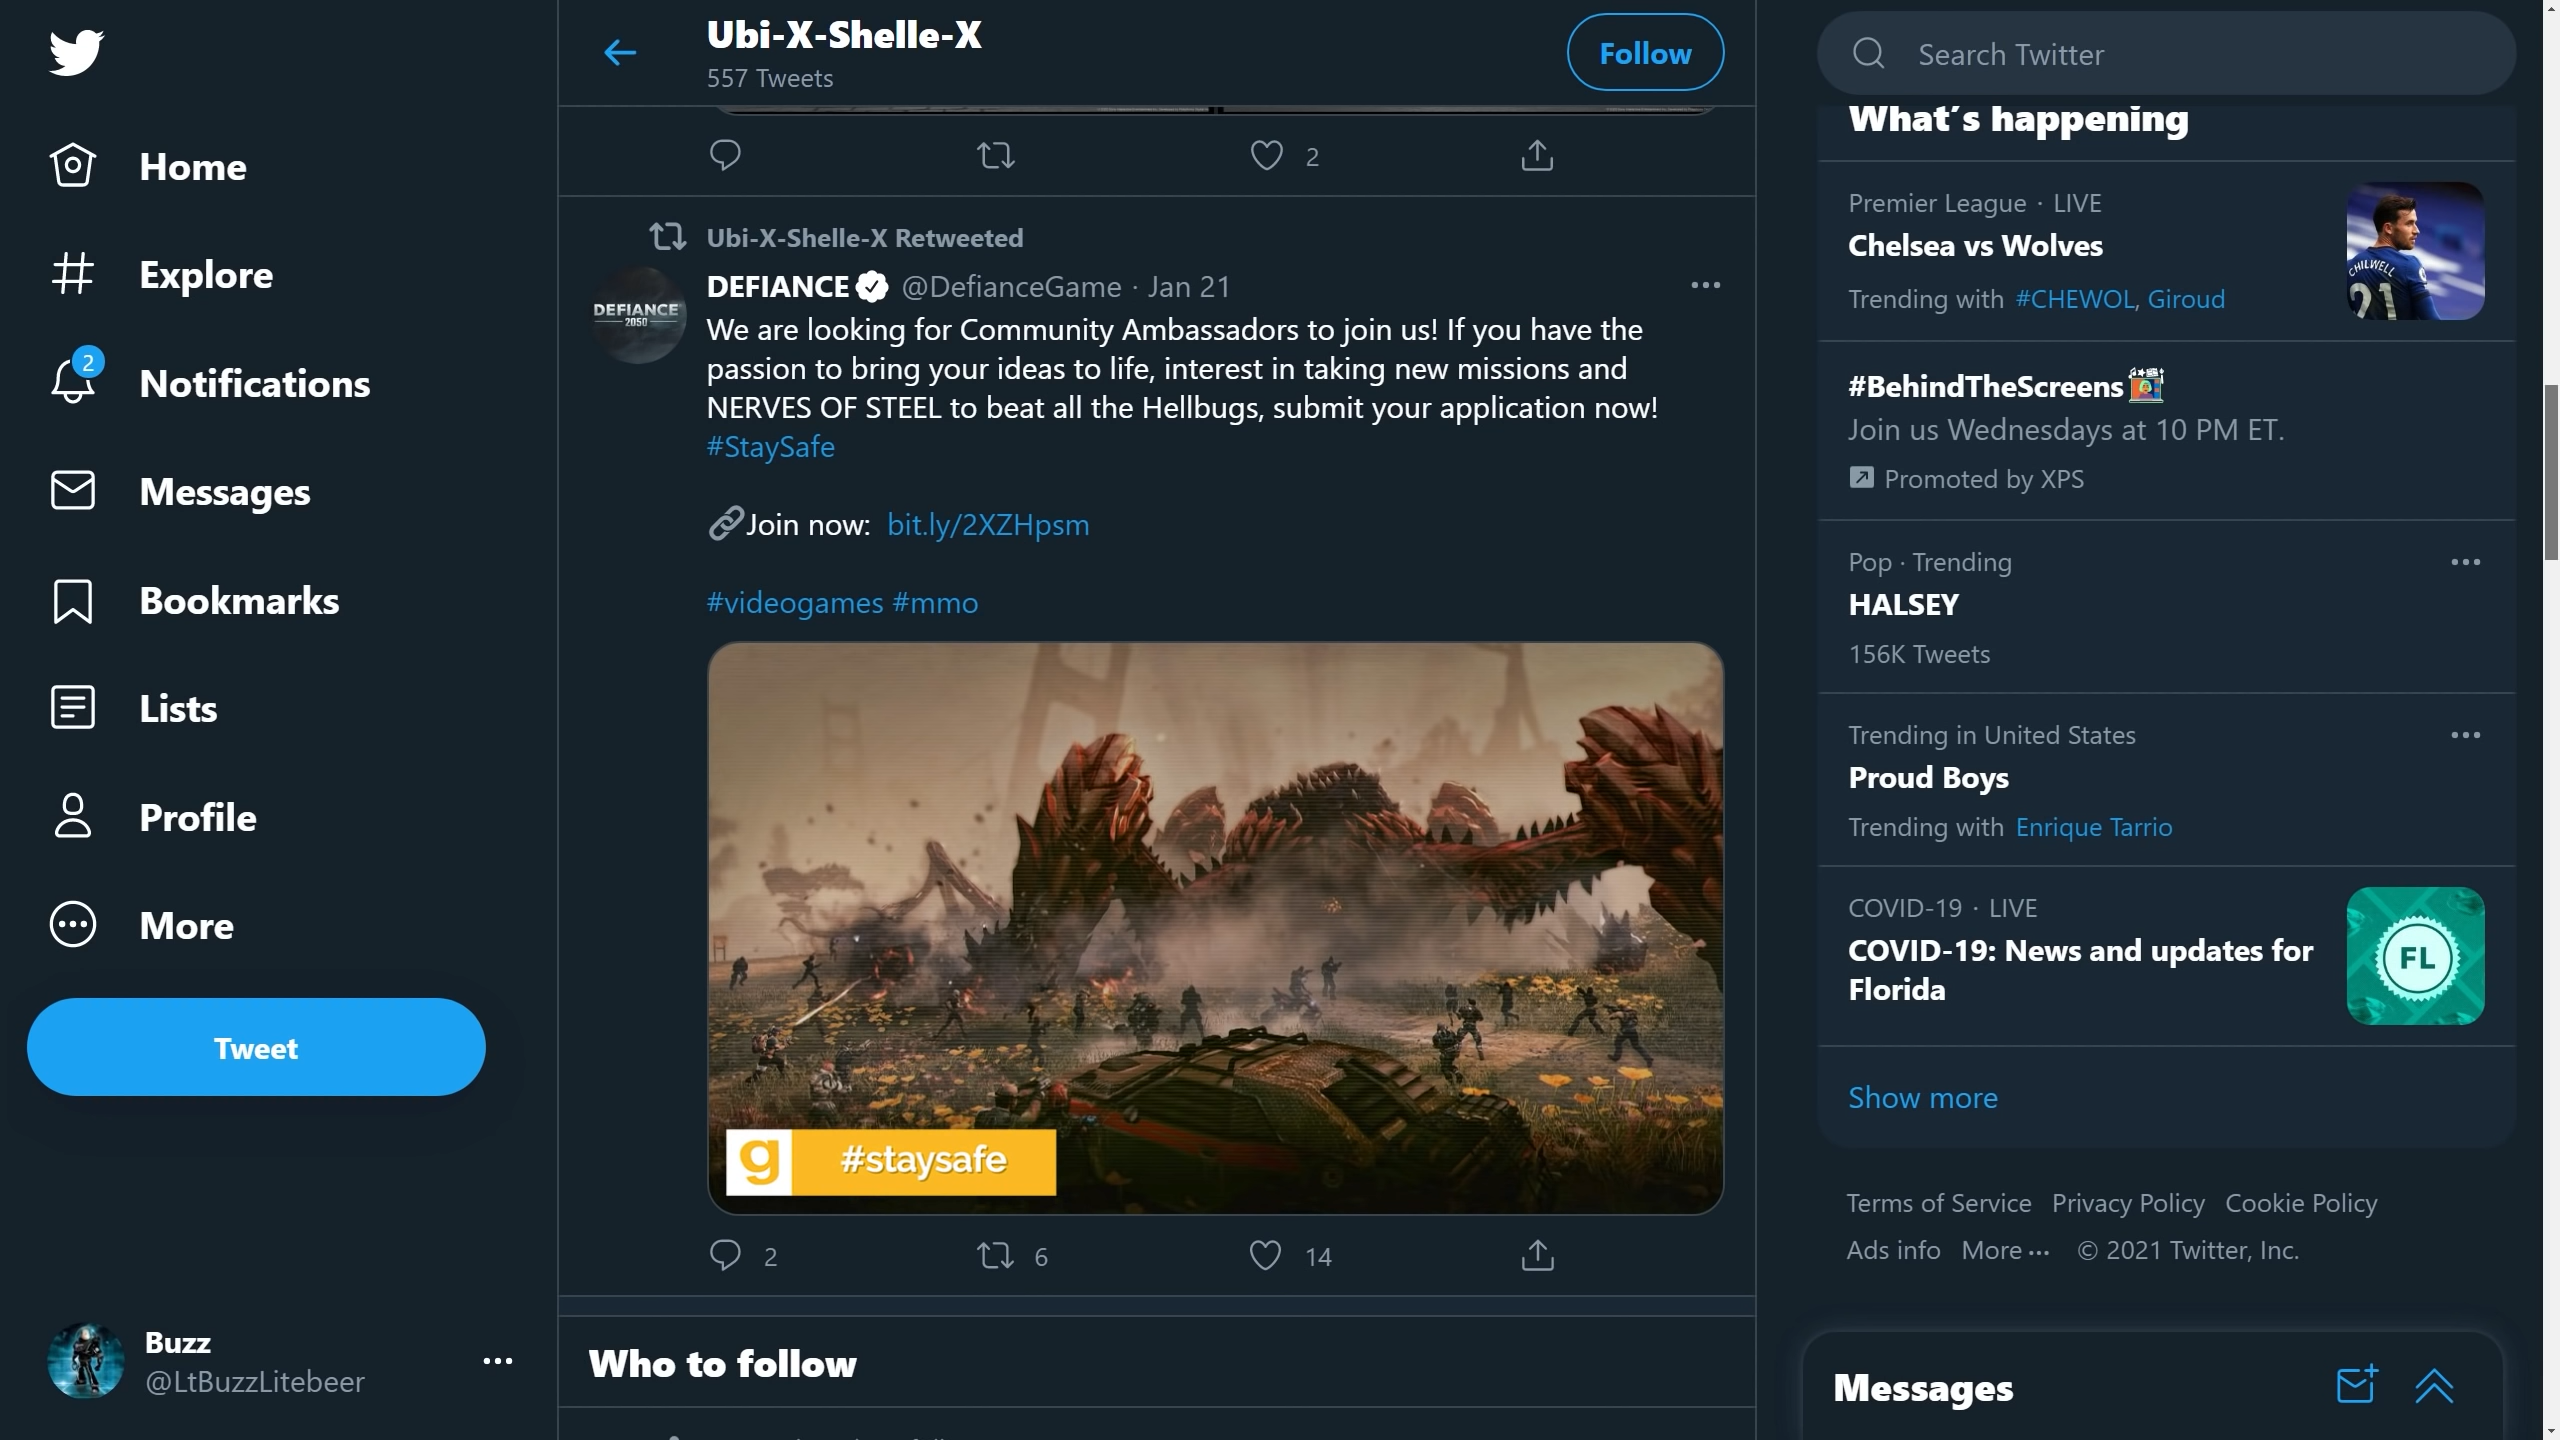 Home
Explore
2
Notifications
Messages
Bookmarks
Lists
Profile
More
Tweet
Buzz
@LtBuzzLitebeer
Ubi-X-Shelle-X
557 Tweets
Follow
2
Ubi-X-Shelle-X Retweeted
DEFIANCE
2050
DEFIANCE @DefianceGame · Jan 21
We are looking for Community Ambassadors to join us! If you have the
passion to bring your ideas to life, interest in taking new missions and
NERVES OF STEEL to beat all the Hellbugs, submit your application now!
#StaySafe
Join now: bit.ly/2XZHpsm
#videogames #mmo
g #staysafe
2 6 14
Who to follow
Search Twitter
What's happening
Premier League · LIVE
Chelsea vs Wolves
Trending with #CHEWOL, Giroud
CHILWELL
21
#BehindTheScreens
Join us Wednesdays at 10 PM ET.
Promoted by XPS
Pop · Trending
HALSEY
156K Tweets
Trending in United States
Proud Boys
Trending with Enrique Tarrio
COVID-19 · LIVE
COVID-19: News and updates for
Florida
FL
Show more
Terms of Service Privacy Policy Cookie Policy
Ads info More ··· © 2021 Twitter, Inc.
Messages